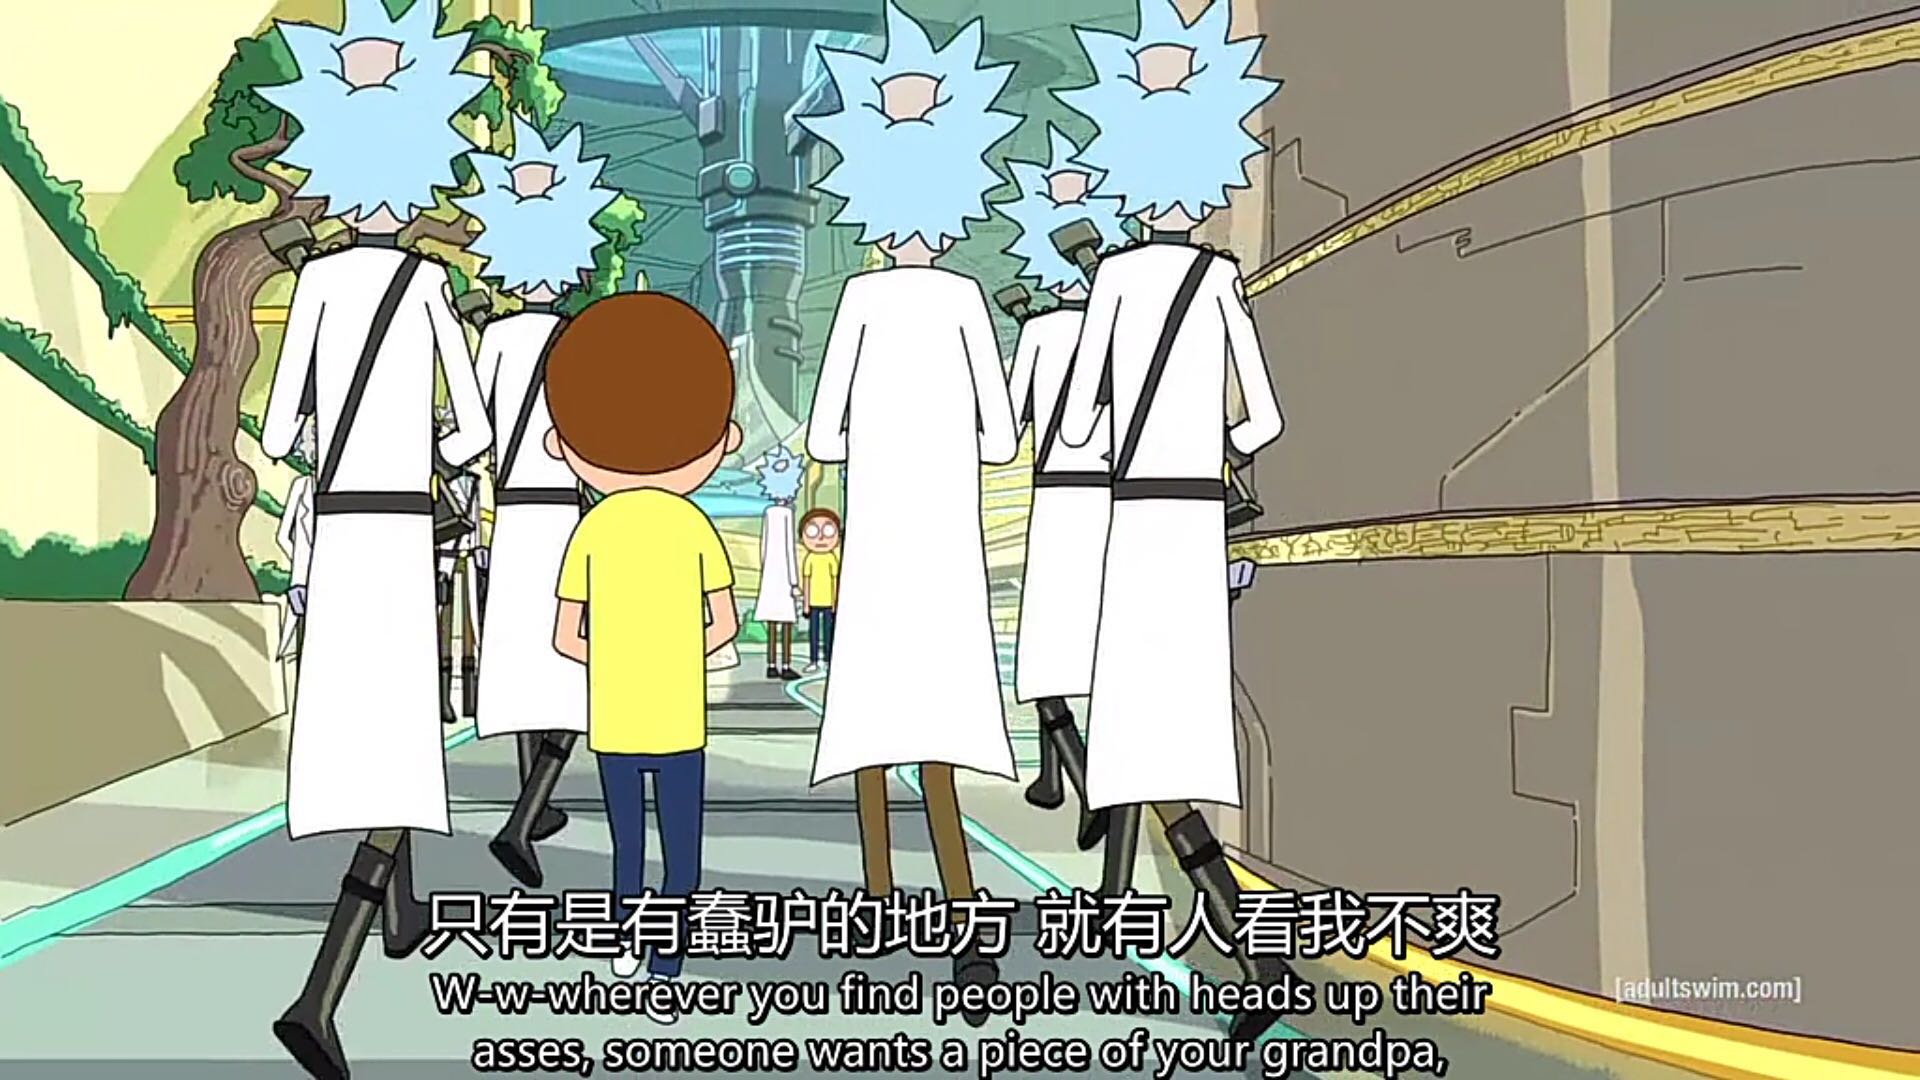 只有是有蠢驴的地方 就有人看我不爽
W-w-wherever you find people with heads up their
asses, someone wants a piece of your grandpa,
[adultswim.com]